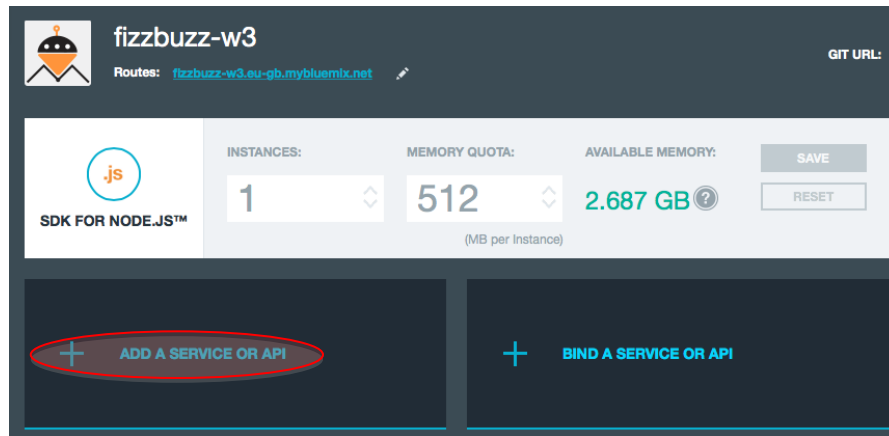 fizzbuzz-w3
Routes: fizzbuzz-w3.eu-gb.mybluemix.net
GIT URL:
.js
SDK FOR NODE.JS™
INSTANCES:
1
MEMORY QUOTA:
512
(MB per Instance)
AVAILABLE MEMORY:
2.687 GB ?
SAVE
RESET
+ ADD A SERVICE OR API
+ BIND A SERVICE OR API